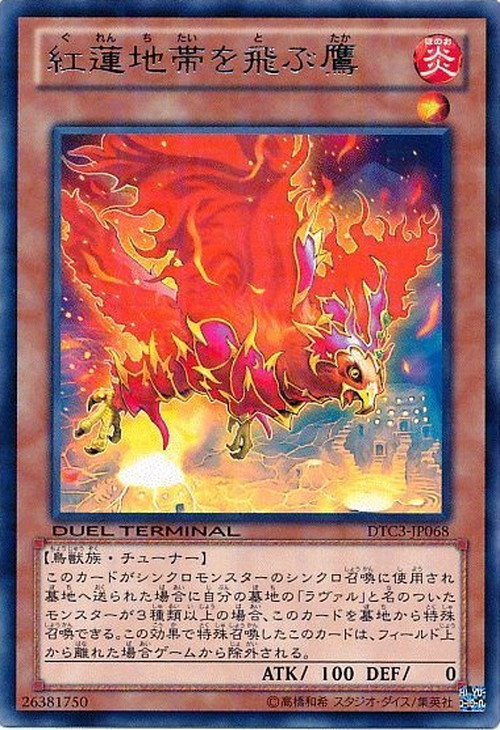 紅蓮地帯を飛ぶ鷹
炎
DUEL TERMINAL
DTC3-JP068
【鳥獣族・チューナー】
このカードがシンクロモンスターのシンクロ召喚に使用され
墓地へ送られた場合に自分の墓地の「ラヴァル」と名のついた
モンスターが3種類以上の場合、このカードを墓地から特殊
召喚できる。この効果で特殊召喚したこのカードは、フィールド上
から離れた場合ゲームから除外される。
ATK/ 100 DEF/ 0
26381750
©高橋和希 スタジオ・ダイス/集英社